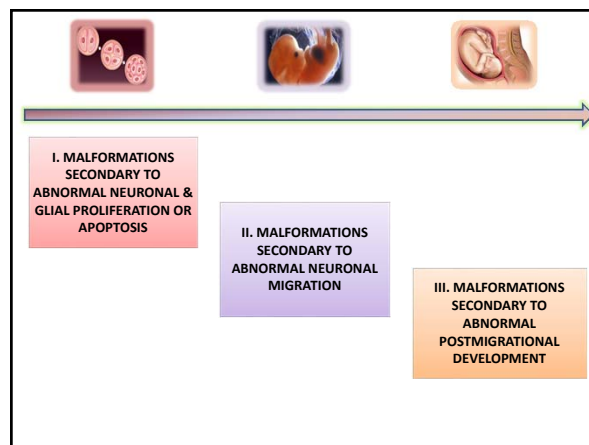 I. MALFORMATIONS
SECONDARY TO
ABNORMAL NEURONAL &
GLIAL PROLIFERATION OR
APOPTOSIS
II. MALFORMATIONS
SECONDARY TO
ABNORMAL NEURONAL
MIGRATION
III. MALFORMATIONS
SECONDARY TO
ABNORMAL
POSTMIGRATIONAL
DEVELOPMENT